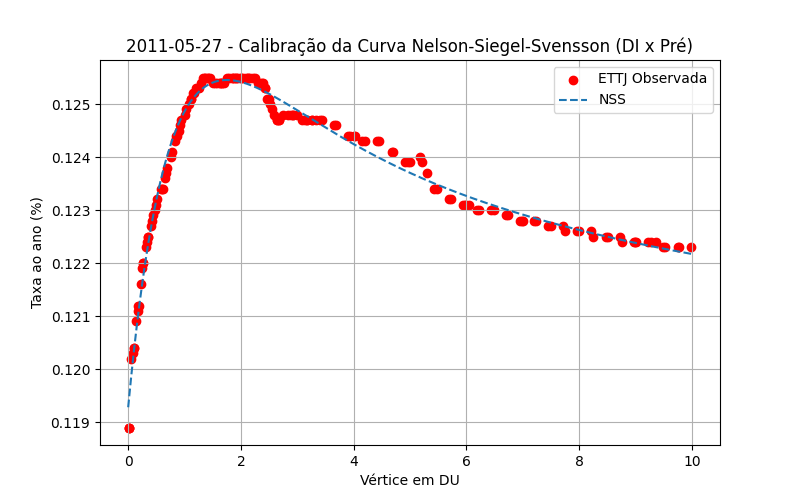 2011-05-27 - Calibração da Curva Nelson-Siegel-Svensson (DI x Pré)
ETTJ Observada
NSS
Taxa ao ano (%)
0.125
0.124
0.123
0.122
0.121
0.120
0.119
0 2 4 6 8 10
Vértice em DU